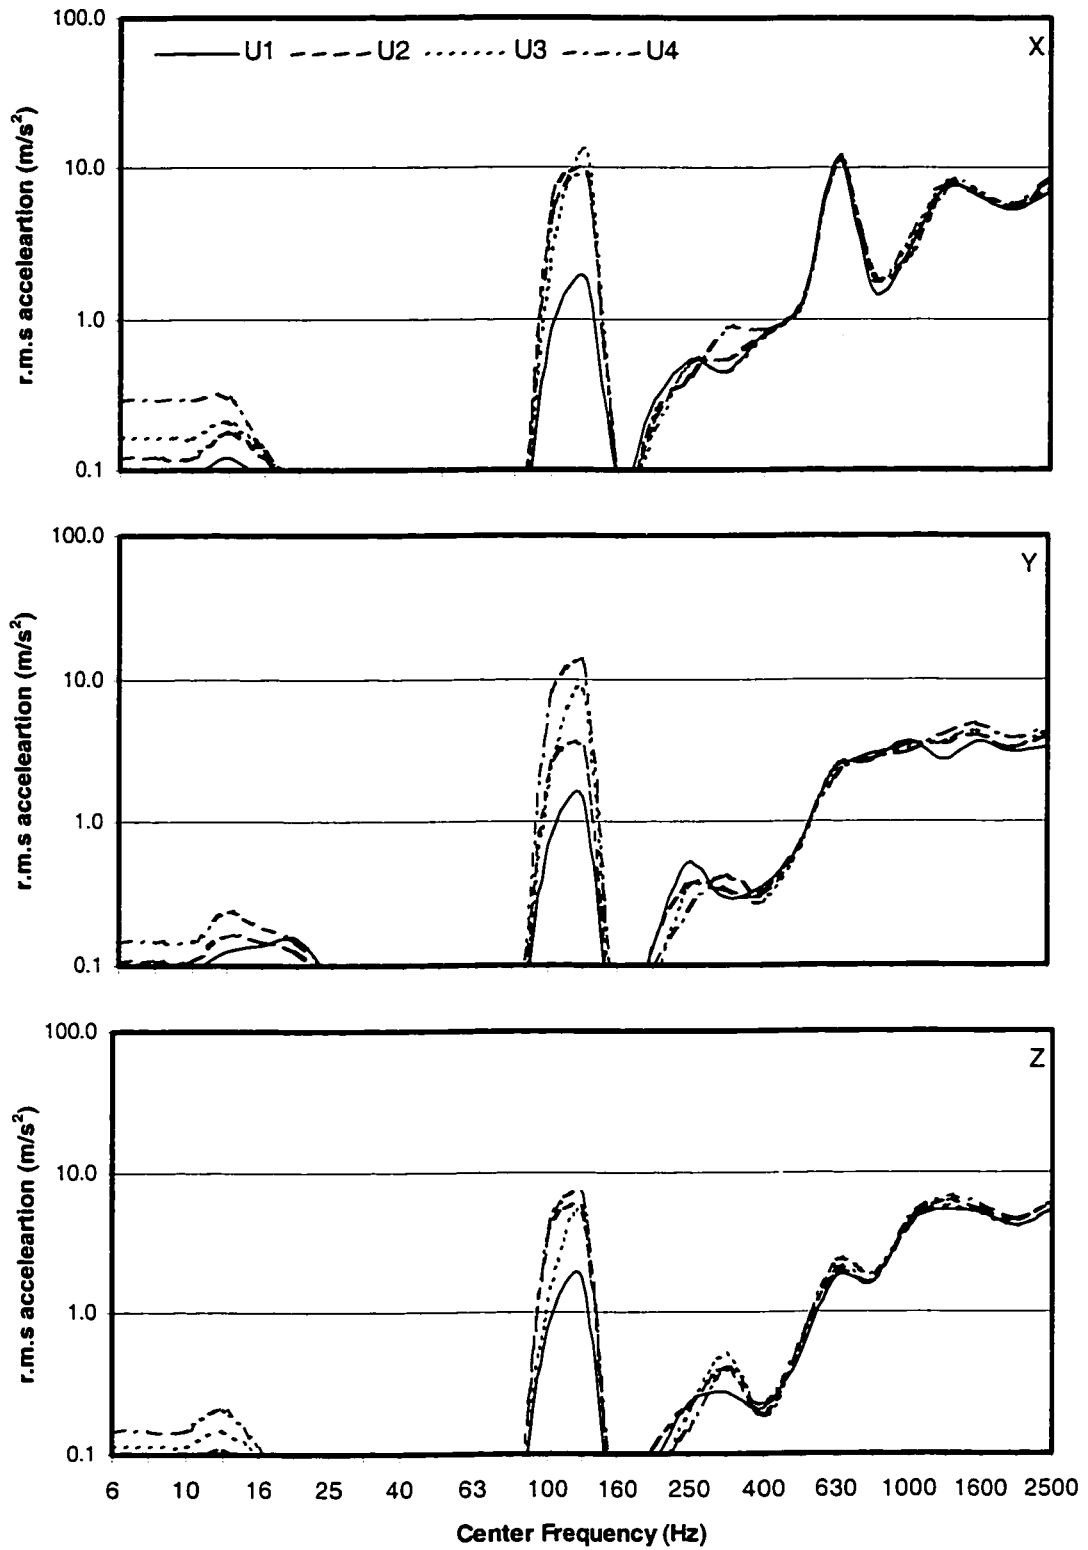 100.0
U1 U2 U3 U4 X
10.0
1.0
0.1
r.m.s acceleartion (m/s²)
100.0
Y
10.0
1.0
0.1
r.m.s acceleartion (m/s²)
100.0
Z
10.0
1.0
0.1
r.m.s acceleartion (m/s²)
6 10 16 25 40 63 100 160 250 400 630 1000 1600 2500
Center Frequency (Hz)